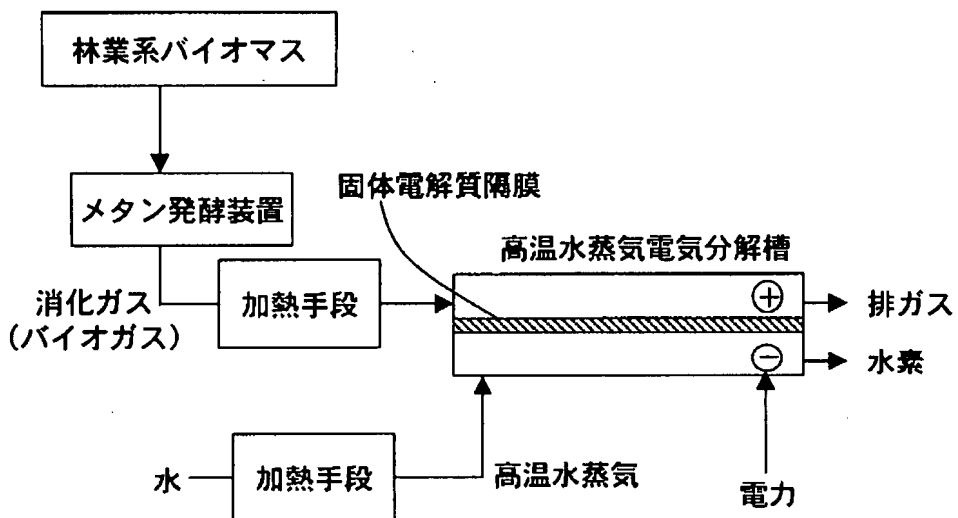 林業系バイオマス
メタン発酵装置
固体電解質隔膜
高温水蒸気電気分解槽
消化ガス
(バイオガス)
加熱手段
＋
排ガス
－
水素
水
加熱手段
高温水蒸気
電力